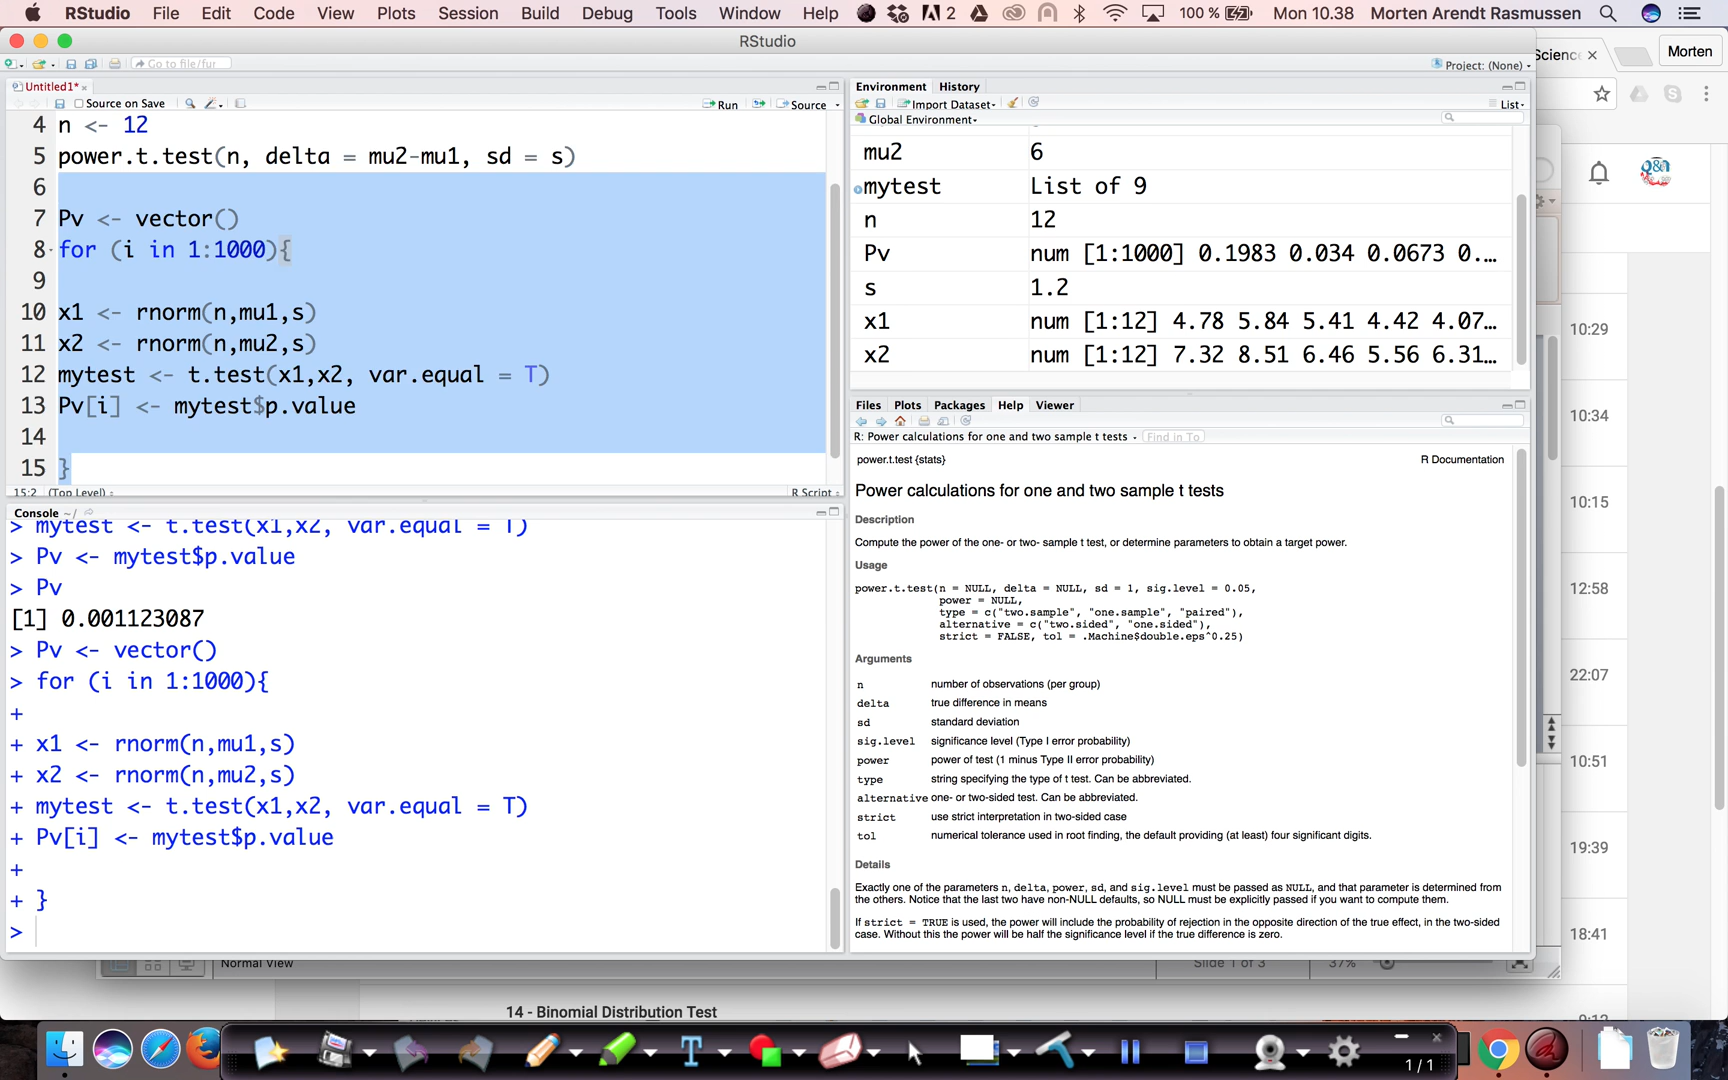 RStudio File Edit Code View Plots Session Build Debug Tools Window Help 2 100 % Mon 10.38 Morten Arendt Rasmussen
RStudio
Go to file/fur
Project: (None)
Untitled1*
Source on Save Run Source
4 n <- 12
5 power.t.test(n, delta = mu2-mu1, sd = s)
6
7 Pv <- vector()
8 for (i in 1:1000){
9
10 x1 <- rnorm(n,mu1,s)
11 x2 <- rnorm(n,mu2,s)
12 mytest <- t.test(x1,x2, var.equal = T)
13 Pv[i] <- mytest$p.value
14
15 }
15:2 (Top Level) R Script
Console ~/
> mytest <- t.test(x1,x2, var.equal = T)
> Pv <- mytest$p.value
> Pv
[1] 0.001123087
> Pv <- vector()
> for (i in 1:1000){
+
+ x1 <- rnorm(n,mu1,s)
+ x2 <- rnorm(n,mu2,s)
+ mytest <- t.test(x1,x2, var.equal = T)
+ Pv[i] <- mytest$p.value
+
+ }
>
Environment History
Import Dataset List
Global Environment
mu2 6
mytest List of 9
n 12
Pv num [1:1000] 0.1983 0.034 0.0673 0.…
s 1.2
x1 num [1:12] 4.78 5.84 5.41 4.42 4.07…
x2 num [1:12] 7.32 8.51 6.46 5.56 6.31…
Files Plots Packages Help Viewer
R: Power calculations for one and two sample t tests Find in To
power.t.test {stats} R Documentation
Power calculations for one and two sample t tests
Description
Compute the power of the one- or two- sample t test, or determine parameters to obtain a target power.
Usage
power.t.test(n = NULL, delta = NULL, sd = 1, sig.level = 0.05,
power = NULL,
type = c("two.sample", "one.sample", "paired"),
alternative = c("two.sided", "one.sided"),
strict = FALSE, tol = .Machine$double.eps^0.25)
Arguments
n number of observations (per group)
delta true difference in means
sd standard deviation
sig.level significance level (Type I error probability)
power power of test (1 minus Type II error probability)
type string specifying the type of t test. Can be abbreviated.
alternative one- or two-sided test. Can be abbreviated.
strict use strict interpretation in two-sided case
tol numerical tolerance used in root finding, the default providing (at least) four significant digits.
Details
Exactly one of the parameters n, delta, power, sd, and sig.level must be passed as NULL, and that parameter is determined from
the others. Notice that the last two have non-NULL defaults, so NULL must be explicitly passed if you want to compute them.
If strict = TRUE is used, the power will include the probability of rejection in the opposite direction of the true effect, in the two-sided
case. Without this the power will be half the significance level if the true difference is zero.
Science
Morten
Q&A
10:29
10:34
10:15
12:58
22:07
10:51
19:39
18:41
9:12
Normal View Slide 1 of 3 37%
14 - Binomial Distribution Test
T
1 / 1